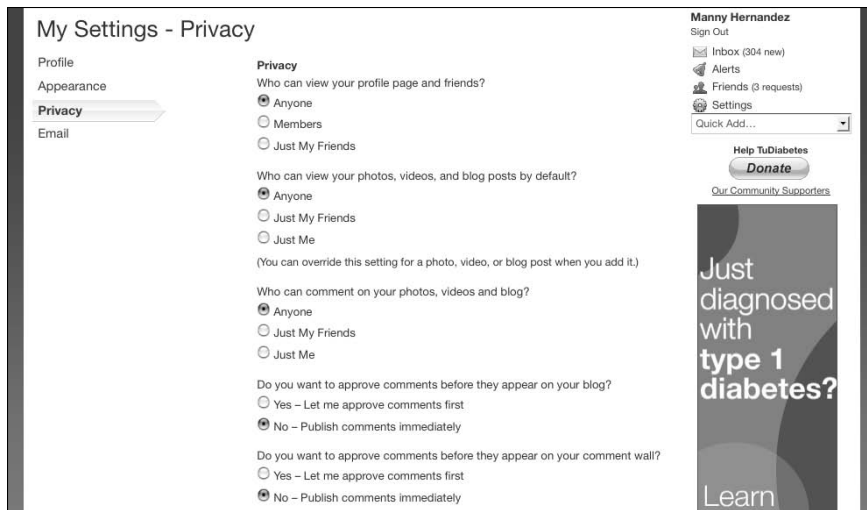 My Settings - Privacy
Profile
Appearance
Privacy
Email
Privacy
Who can view your profile page and friends?
Anyone
Members
Just My Friends
Who can view your photos, videos, and blog posts by default?
Anyone
Just My Friends
Just Me
(You can override this setting for a photo, video, or blog post when you add it.)
Who can comment on your photos, videos and blog?
Anyone
Just My Friends
Just Me
Do you want to approve comments before they appear on your blog?
Yes – Let me approve comments first
No – Publish comments immediately
Do you want to approve comments before they appear on your comment wall?
Yes – Let me approve comments first
No – Publish comments immediately
Manny Hernandez
Sign Out
Inbox (304 new)
Alerts
Friends (3 requests)
Settings
Quick Add...
Help TuDiabetes
Donate
Our Community Supporters
Just
diagnosed
with
type 1
diabetes?
Learn